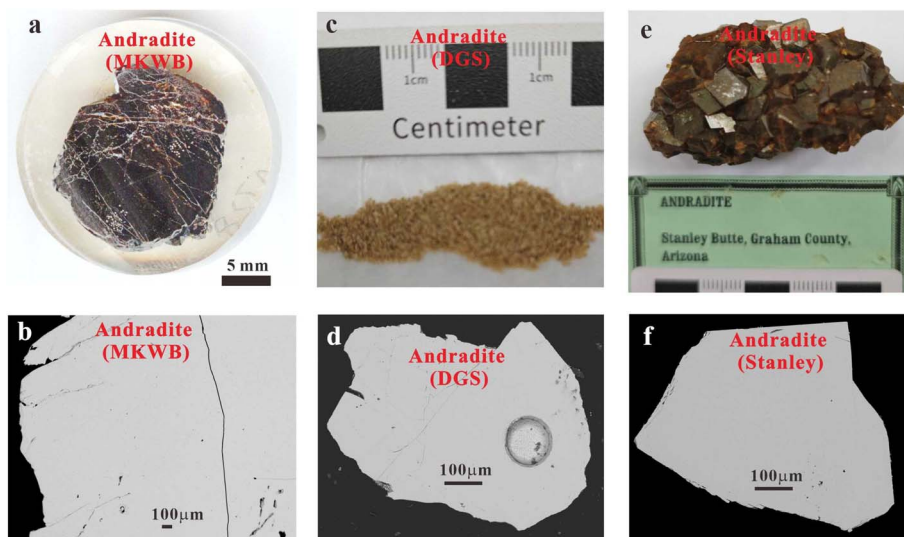 a
Andradite
(MKWB)
5 mm
c
Andradite
(DGS)
1cm
1cm
Centimeter
e
Andradite
(Stanley)
ANDRADITE
Stanley Butte, Graham County,
Arizona
b
Andradite
(MKWB)
100μm
d
Andradite
(DGS)
100μm
f
Andradite
(Stanley)
100μm